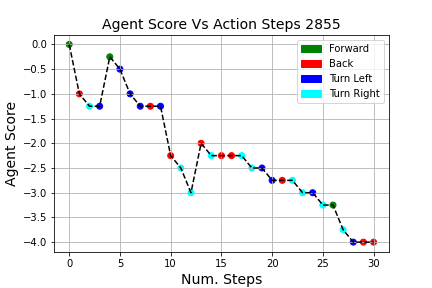 Agent Score Vs Action Steps 2855
Forward
Back
Turn Left
Turn Right
Agent Score
0.0
−0.5
−1.0
−1.5
−2.0
−2.5
−3.0
−3.5
−4.0
0 5 10 15 20 25 30
Num. Steps